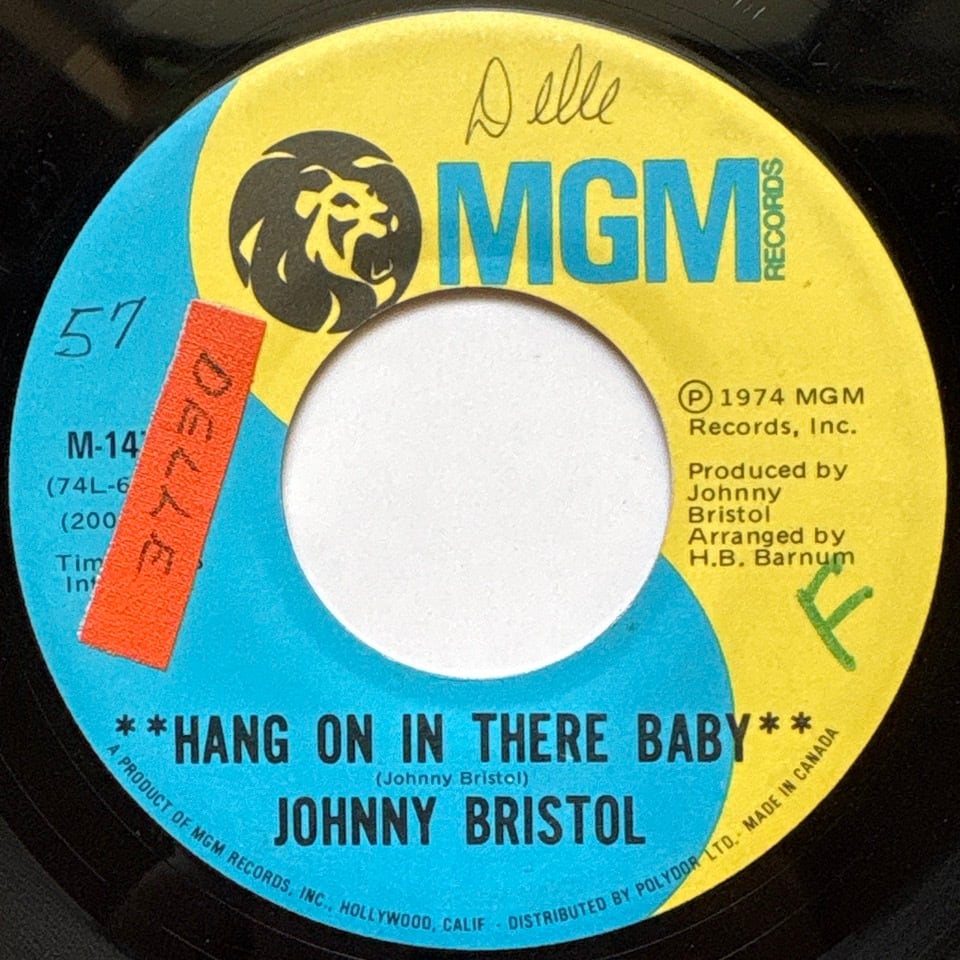 Delle
MGM
RECORDS
57
DELLE
M-14
(74L-6
(200
Tim
Int
℗ 1974 MGM
Records, Inc.
Produced by
Johnny
Bristol
Arranged by
H.B. Barnum
F
**HANG ON IN THERE BABY**
(Johnny Bristol)
JOHNNY BRISTOL
A PRODUCT OF MGM RECORDS, INC., HOLLYWOOD, CALIF - DISTRIBUTED BY POLYDOR LTD.- MADE IN CANADA